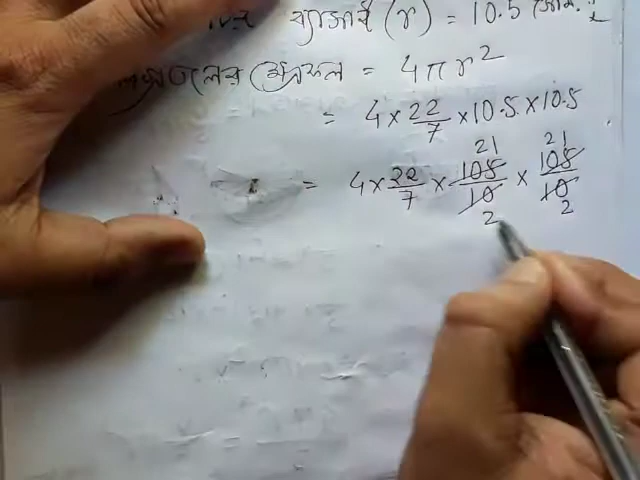 ব্যাসার্ধ (r) = 10.5
ক্ষেত্রফল = 4πr²
= 4 × 22/7 × 10.5 × 10.5
= 4 × 22/7 × 105/10 × 105/10
21 21
2 2